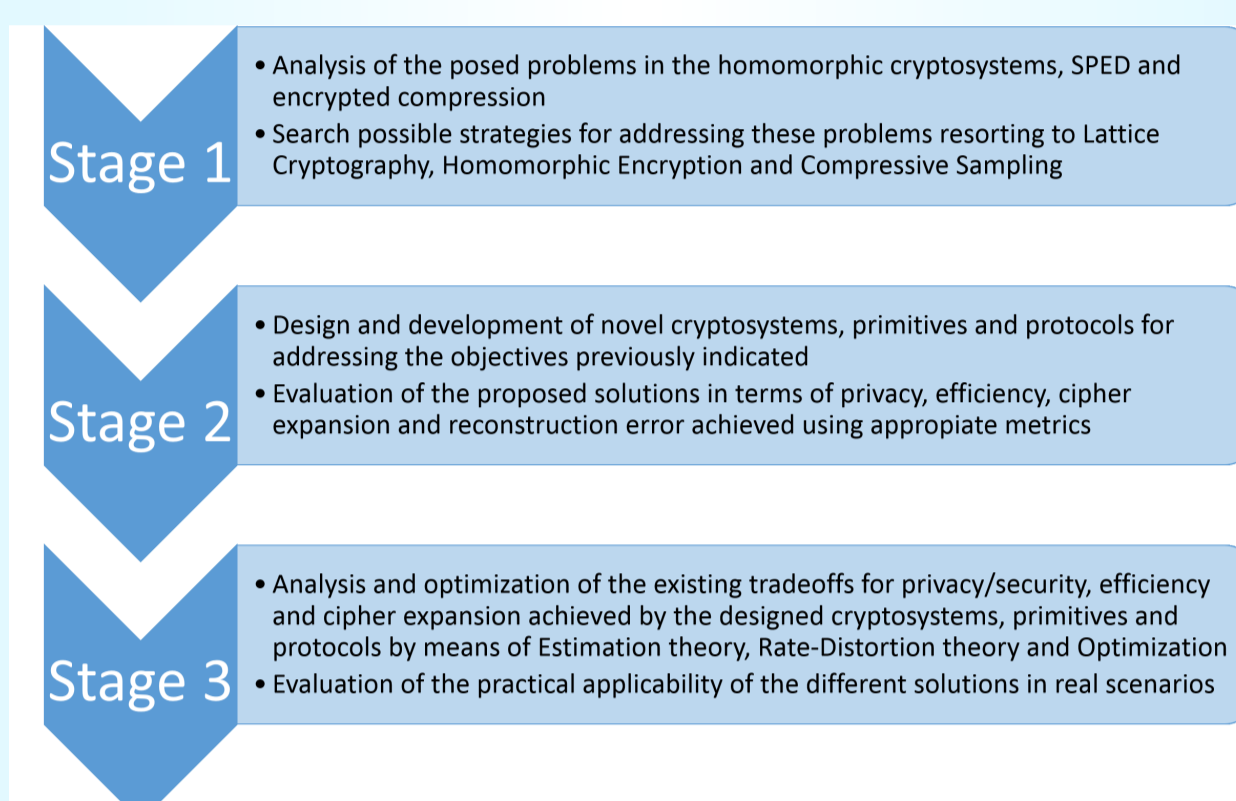 Stage 1
• Analysis of the posed problems in the homomorphic cryptosystems, SPED and
encrypted compression
• Search possible strategies for addressing these problems resorting to Lattice
Cryptography, Homomorphic Encryption and Compressive Sampling
Stage 2
• Design and development of novel cryptosystems, primitives and protocols for
addressing the objectives previously indicated
• Evaluation of the proposed solutions in terms of privacy, efficiency, cipher
expansion and reconstruction error achieved using appropiate metrics
Stage 3
• Analysis and optimization of the existing tradeoffs for privacy/security, efficiency
and cipher expansion achieved by the designed cryptosystems, primitives and
protocols by means of Estimation theory, Rate-Distortion theory and Optimization
• Evaluation of the practical applicability of the different solutions in real scenarios